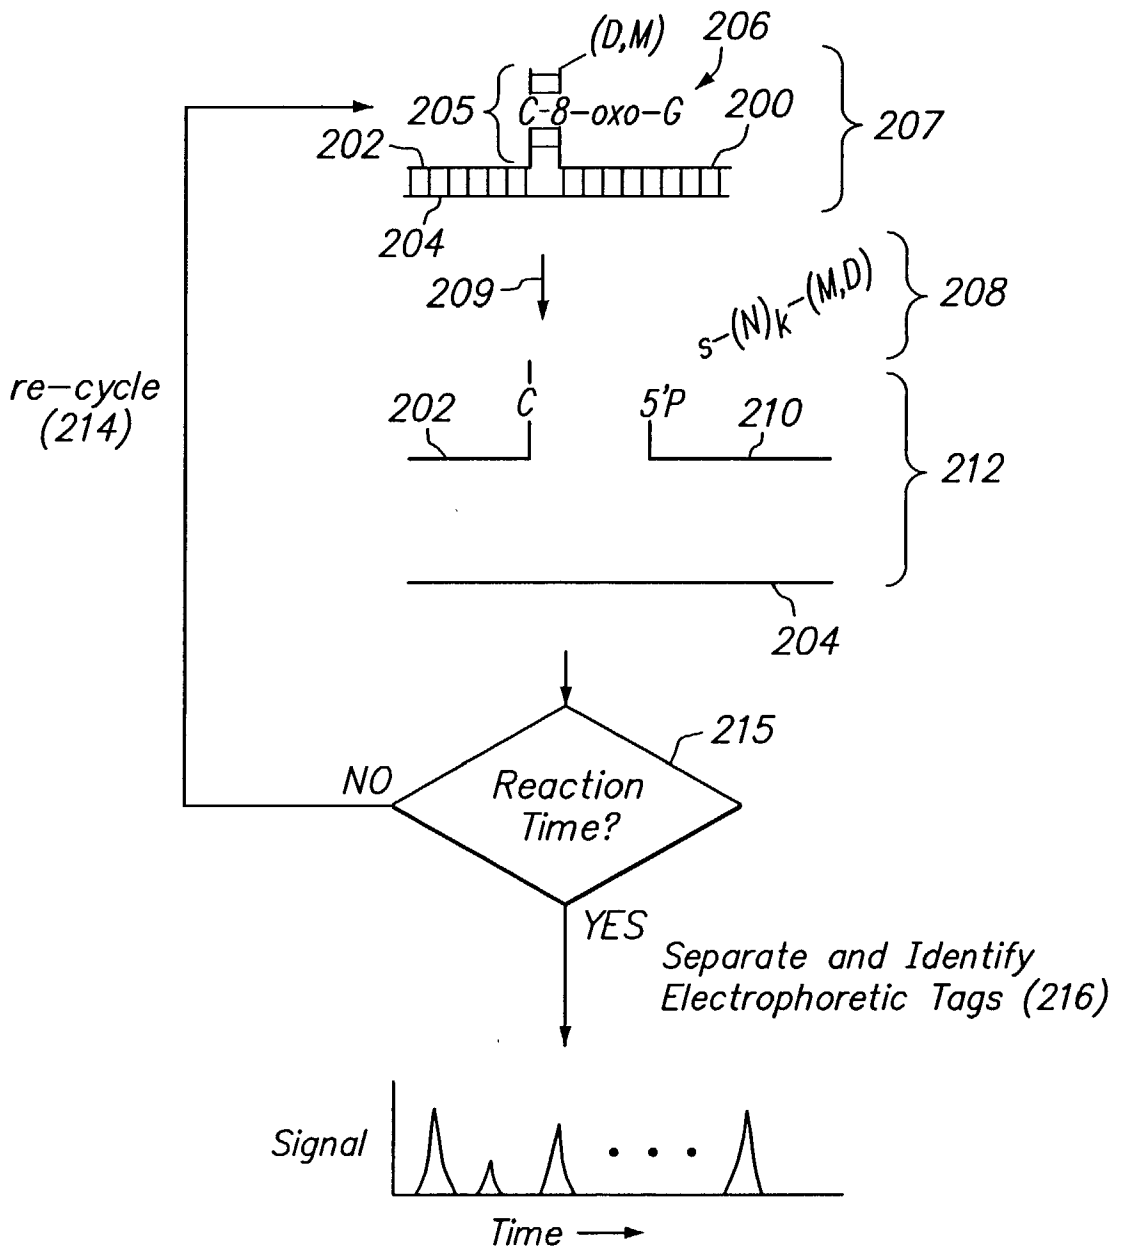 (D,M)
206
205
C-8-oxo-G
200
207
202
204
209
s-(N)k-(M,D)
208
re-cycle
(214)
202
C
5'P
210
212
204
215
NO
Reaction
Time?
YES
Separate and Identify
Electrophoretic Tags (216)
Signal
Time